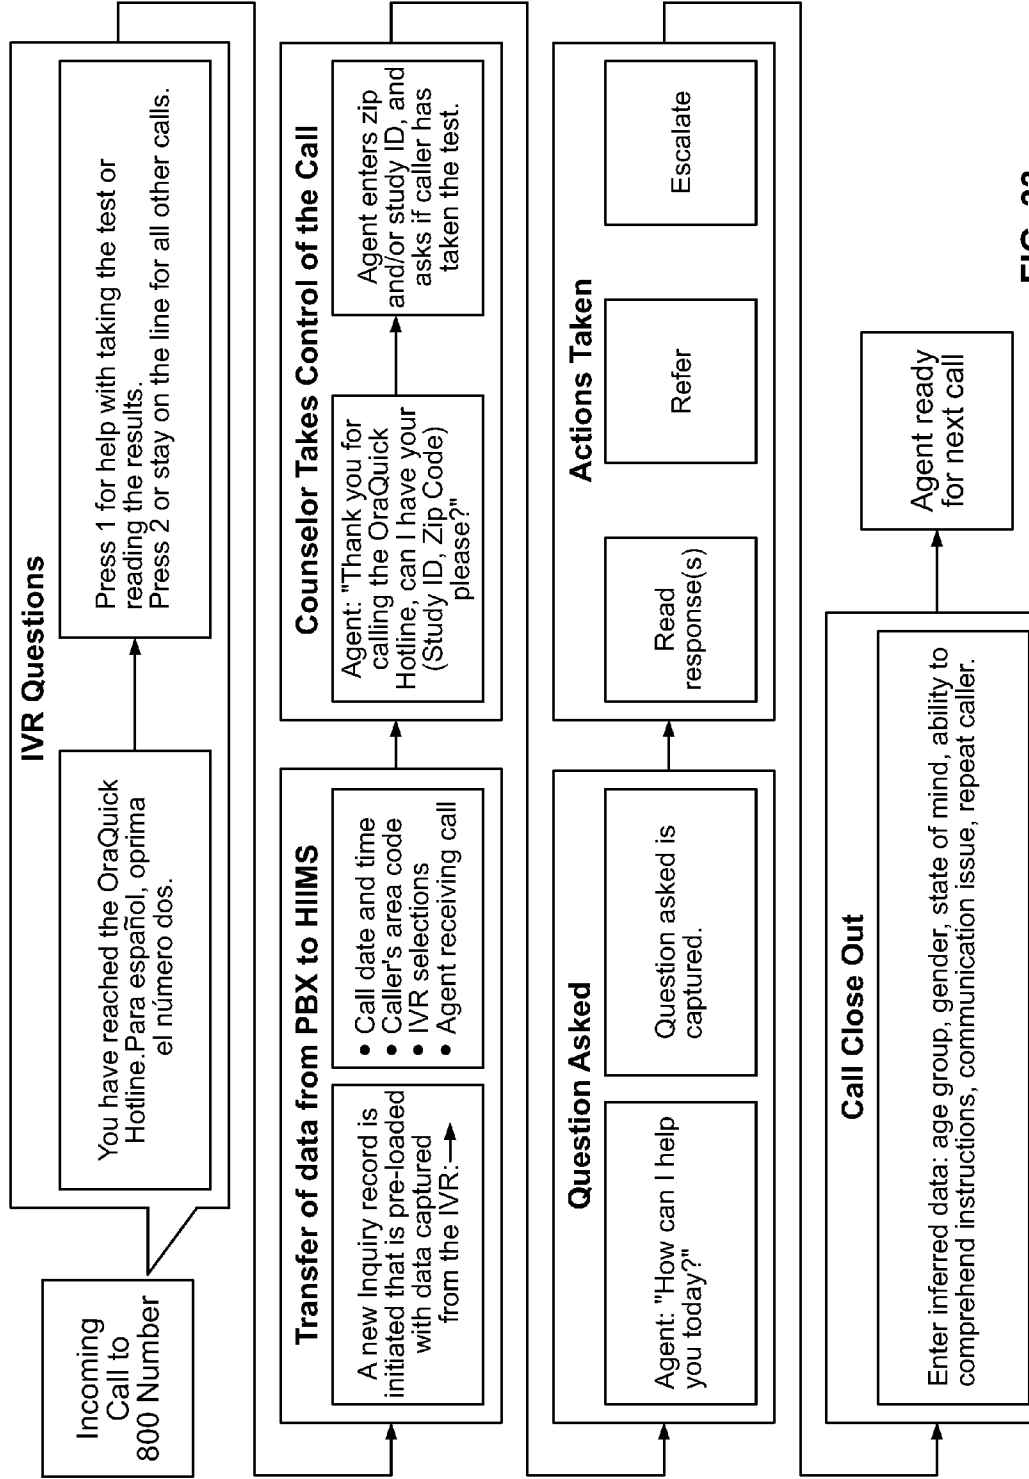 Incoming
Call to
800 Number
IVR Questions
You have reached the OraQuick
Hotline.Para español, oprima
el número dos.
Press 1 for help with taking the test or
reading the results.
Press 2 or stay on the line for all other calls.
Transfer of data from PBX to HIIMS
A new Inquiry record is
initiated that is pre-loaded
with data captured
from the IVR:
• Call date and time
• Caller's area code
• IVR selections
• Agent receiving call
Counselor Takes Control of the Call
Agent: "Thank you for
calling the OraQuick
Hotline, can I have your
(Study ID, Zip Code)
please?"
Agent enters zip
and/or study ID, and
asks if caller has
taken the test.
Question Asked
Agent: "How can I help
you today?"
Question asked is
captured.
Actions Taken
Read
response(s)
Refer
Escalate
Call Close Out
Enter inferred data: age group, gender, state of mind, ability to
comprehend instructions, communication issue, repeat caller.
Agent ready
for next call